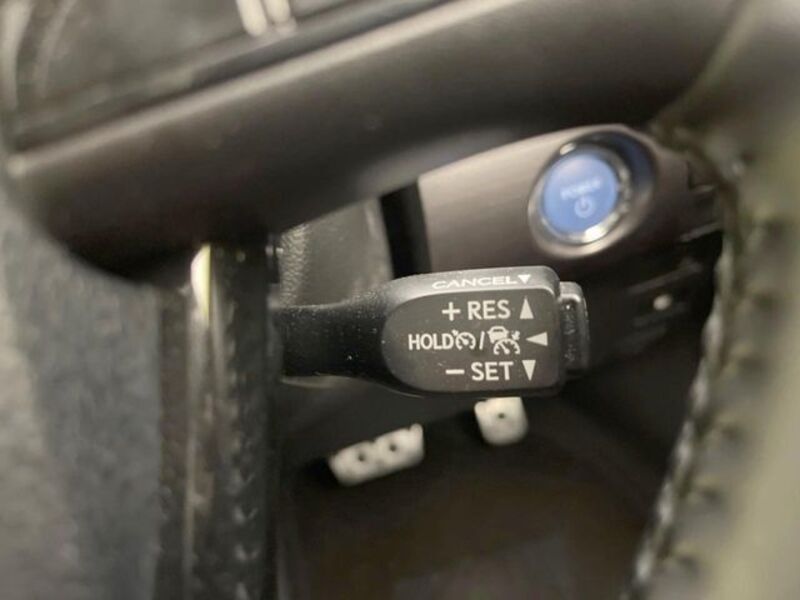 POWER
CANCEL▼
+ RES ▲
HOLD / ◀
− SET ▼